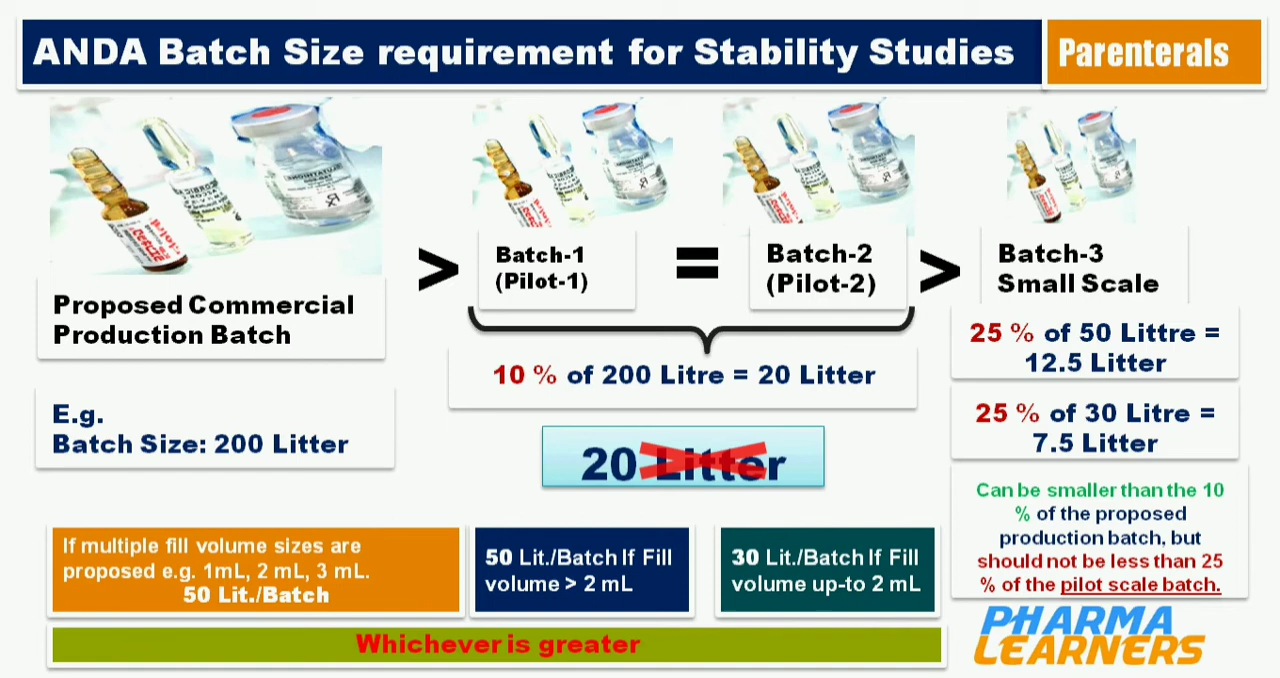 ANDA Batch Size requirement for Stability Studies
Parenterals
Proposed Commercial
Production Batch
>
Batch-1
(Pilot-1)
=
Batch-2
(Pilot-2)
>
Batch-3
Small Scale
E.g.
Batch Size: 200 Litter
10 % of 200 Litre = 20 Litter
20 Litter
25 % of 50 Littre =
12.5 Litter
25 % of 30 Litre =
7.5 Litter
Can be smaller than the 10
% of the proposed
production batch, but
should not be less than 25
% of the pilot scale batch.
If multiple fill volume sizes are
proposed e.g. 1mL, 2 mL, 3 mL.
50 Lit./Batch
50 Lit./Batch If Fill
volume > 2 mL
30 Lit./Batch If Fill
volume up-to 2 mL
Whichever is greater
PHARMA
LEARNERS